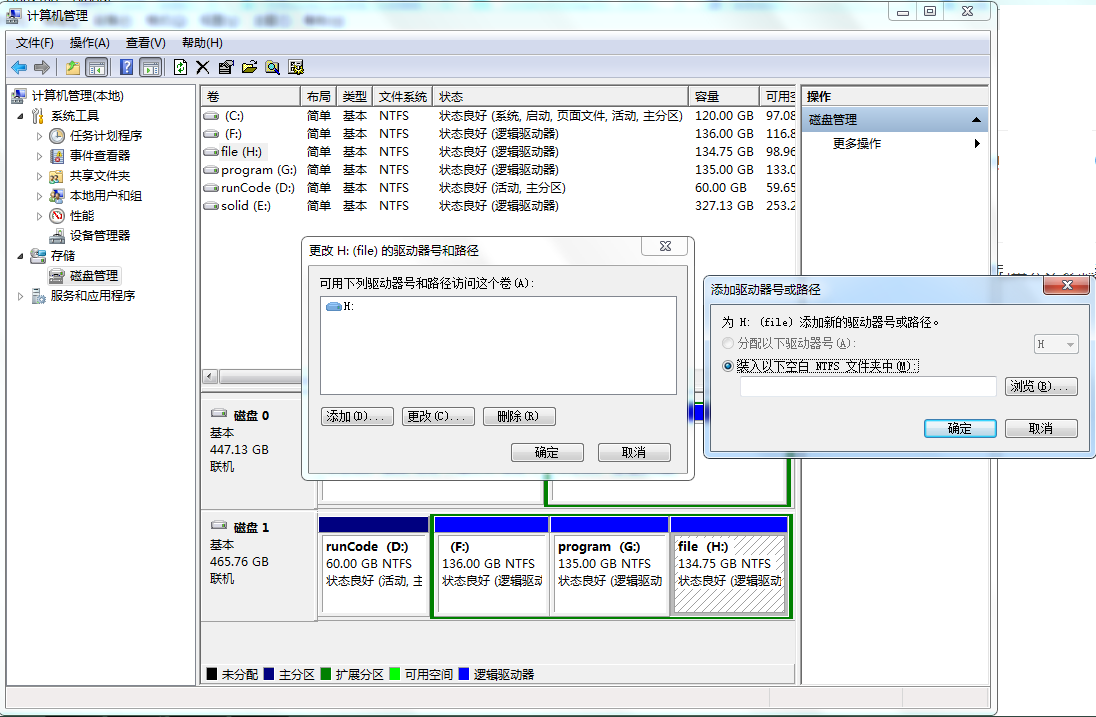 计算机管理
文件(F) 操作(A) 查看(V) 帮助(H)
计算机管理(本地)
系统工具
任务计划程序
事件查看器
共享文件夹
本地用户和组
性能
设备管理器
存储
磁盘管理
服务和应用程序
卷 布局 类型 文件系统 状态 容量 可用空
(C:) 简单 基本 NTFS 状态良好 (系统, 启动, 页面文件, 活动, 主分区) 120.00 GB 97.08
(F:) 简单 基本 NTFS 状态良好 (逻辑驱动器) 136.00 GB 116.8
file (H:) 简单 基本 NTFS 状态良好 (逻辑驱动器) 134.75 GB 98.96
program (G:) 简单 基本 NTFS 状态良好 (逻辑驱动器) 135.00 GB 133.0
runCode (D:) 简单 基本 NTFS 状态良好 (活动, 主分区) 60.00 GB 59.65
solid (E:) 简单 基本 NTFS 状态良好 (逻辑驱动器) 327.13 GB 253.2
操作
磁盘管理
更多操作
更改 H: (file) 的驱动器号和路径
可用下列驱动器号和路径访问这个卷(A):
H:
添加(D)... 更改(C)... 删除(R)
确定 取消
添加驱动器号或路径
为 H: (file) 添加新的驱动器号或路径。
分配以下驱动器号(A): H
装入以下空白 NTFS 文件夹中(M):
浏览(B)...
确定 取消
磁盘 0
基本
447.13 GB
联机
磁盘 1
基本
465.76 GB
联机
runCode (D:)
60.00 GB NTFS
状态良好 (活动, 主
(F:)
136.00 GB NTFS
状态良好 (逻辑驱动
program (G:)
135.00 GB NTFS
状态良好 (逻辑驱动
file (H:)
134.75 GB NTFS
状态良好 (逻辑驱动
未分配 主分区 扩展分区 可用空间 逻辑驱动器